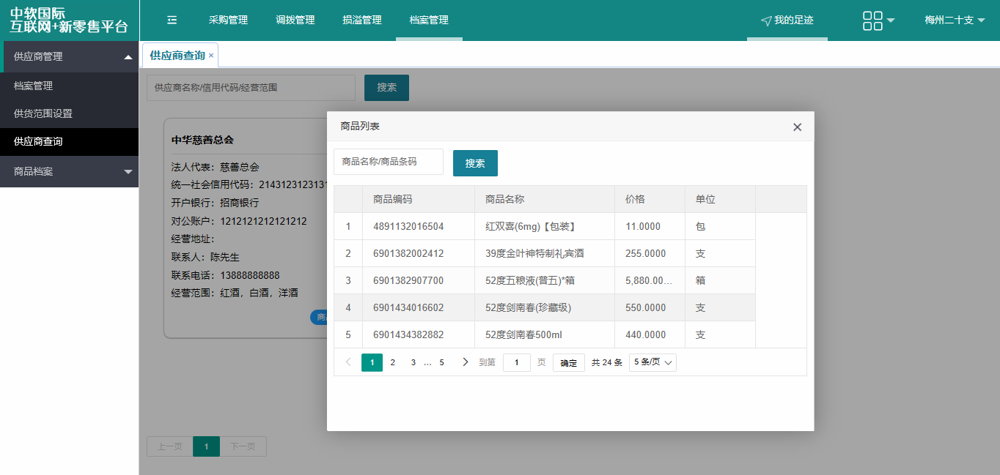 中软国际
互联网+新零售平台
采购管理
调拨管理
损溢管理
档案管理
我的足迹
梅州二十支
供应商管理
档案管理
供货范围设置
供应商查询
商品档案
供应商查询 ×
供应商名称/信用代码/经营范围
搜索
中华慈善总会
法人代表：慈善总会
统一社会信用代码：2143123123131
开户银行：招商银行
对公账户：1212121212121212
经营地址：
联系人：陈先生
联系电话：13888888888
经营范围：红酒，白酒，洋酒
商
上一页 1 下一页
商品列表
商品名称/商品条码
搜索
商品编码 商品名称 价格 单位
1 4891132016504 红双喜(6mg)【包装】 11.0000 包
2 6901382002412 39度金叶神特制礼宾酒 255.0000 支
3 6901382907700 52度五粮液(普五)*箱 5,880.00... 箱
4 6901434016602 52度剑南春(珍藏级) 550.0000 支
5 6901434382882 52度剑南春500ml 440.0000 支
1 2 3 … 5 到第 1 页 确定 共 24 条 5 条/页